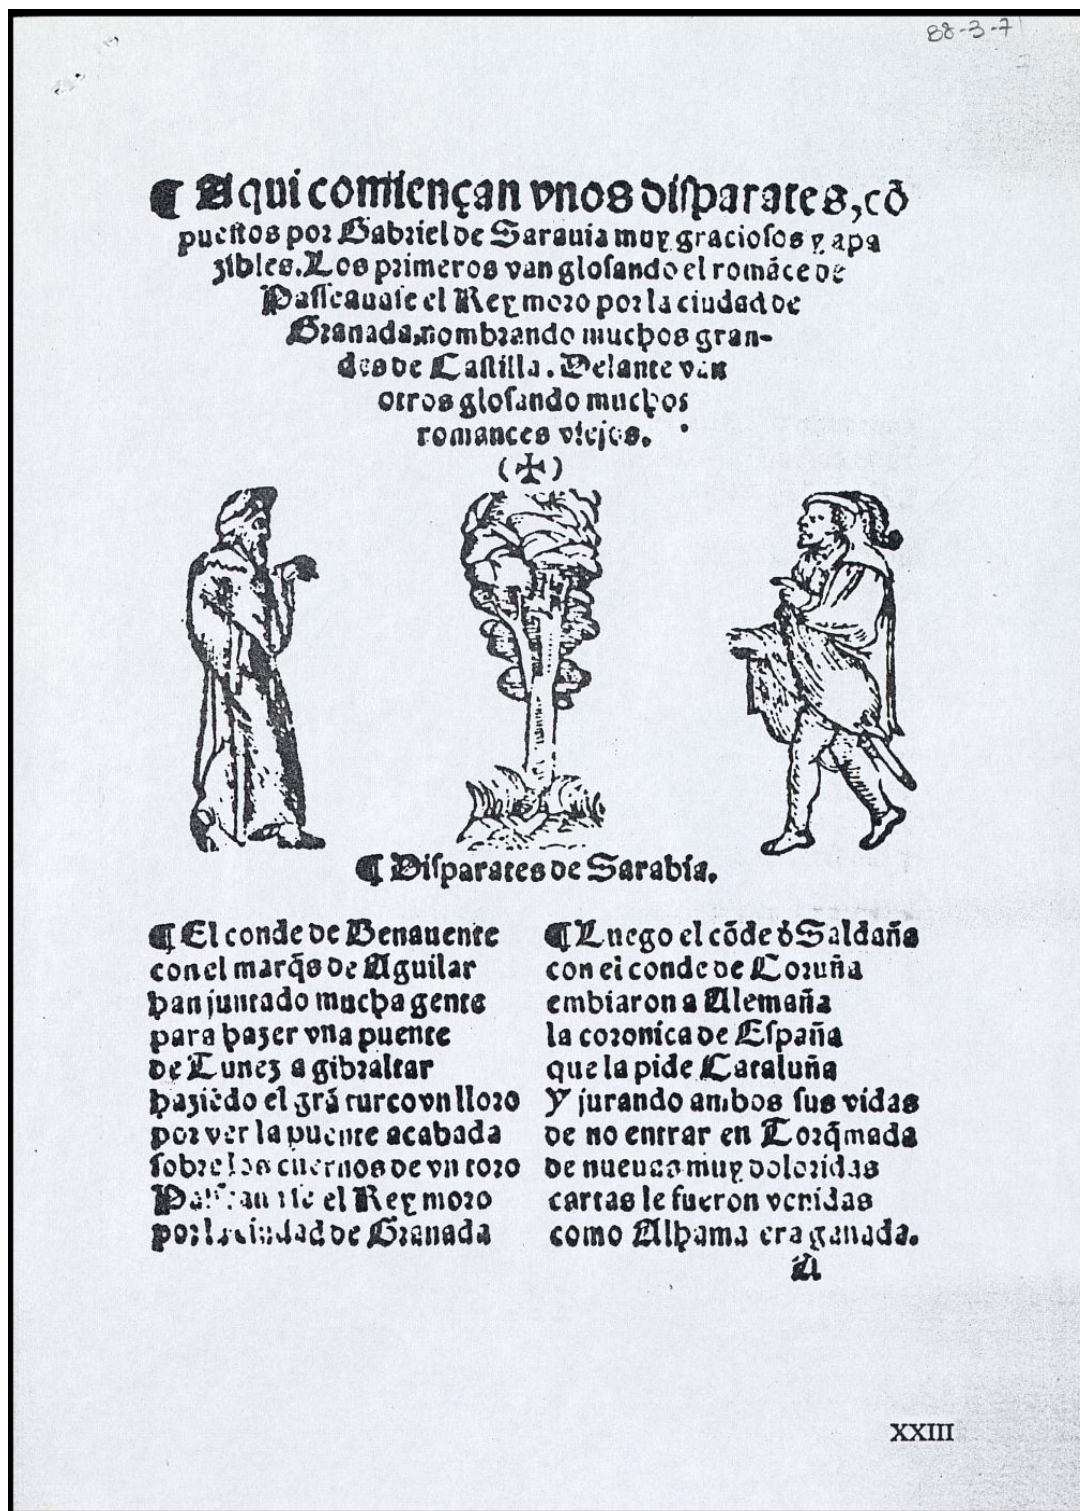 88-3-7
¶ Aqui comiençan vnos disparates, cõ
puestos por Gabriel de Sarauia muy graciosos y apa
zibles. Los primeros van glosando el romãce de
Passeauase el Rey moro por la ciudad de
Granada, nombrando muchos gran-
des de Castilla. Delante van
otros glosando muchos
romances viejos.
(✠)
¶ Disparates de Sarabia.
¶ El conde de Benauente
con el marq̃s de Aguilar
han juntado mucha gente
para hazer vna puente
de Tunez a gibraltar
haziẽdo el grã turco vn lloro
por ver la puente acabada
sobre los cuernos de vn toro
Passeauase el Rey moro
por la ciudad de Granada
¶ Luego el cõde d̃ Saldaña
con el conde de Coruña
embiaron a Alemaña
la coronica de España
que la pide Cataluña
Y jurando ambos sus vidas
de no entrar en Torq̃mada
de nueuas muy doloridas
cartas le fueron venidas
como Alhama era ganada.
A
XXIII